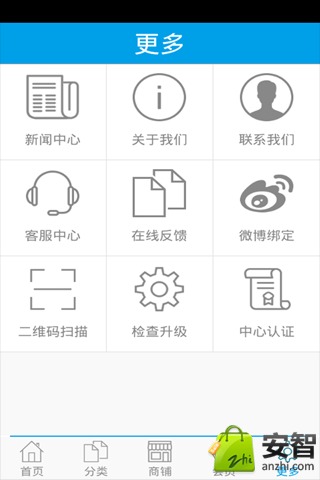 更多
新闻中心 关于我们 联系我们
客服中心 在线反馈 微博绑定
二维码扫描 检查升级 中心认证
首页 分类 商铺 会员 更多
zhi
安智
anzhi.com